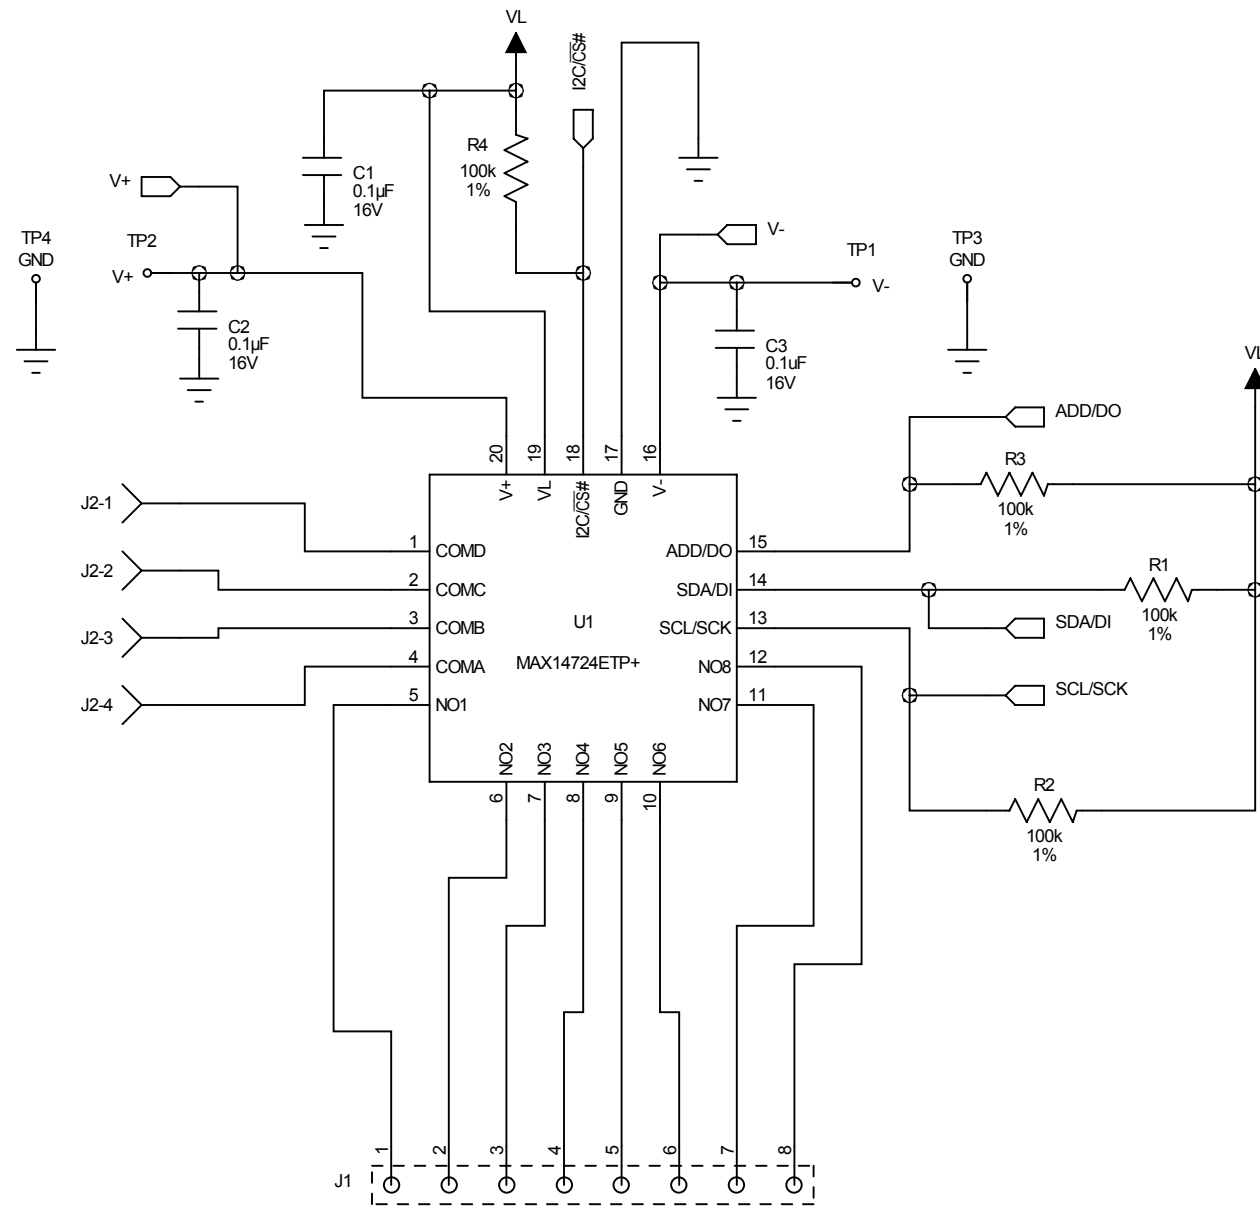 VL
I2C/CS#
R4
100k
1%
C1
0.1µF
16V
V+
V-
TP4
GND
TP2
V+
TP1
V-
TP3
GND
C2
0.1µF
16V
C3
0.1uF
16V
VL
ADD/DO
20
19
18
17
16
V+
VL
I2C/CS#
GND
V-
R3
100k
1%
J2-1
1
COMD
ADD/DO
15
J2-2
2
COMC
SDA/DI
14
R1
100k
1%
J2-3
3
COMB
U1
SCL/SCK
13
SDA/DI
J2-4
4
COMA
MAX14724ETP+
NO8
12
SCL/SCK
5
NO1
NO7
11
NO2
NO3
NO4
NO5
NO6
6
7
8
9
10
R2
100k
1%
1
2
3
4
5
6
7
8
J1